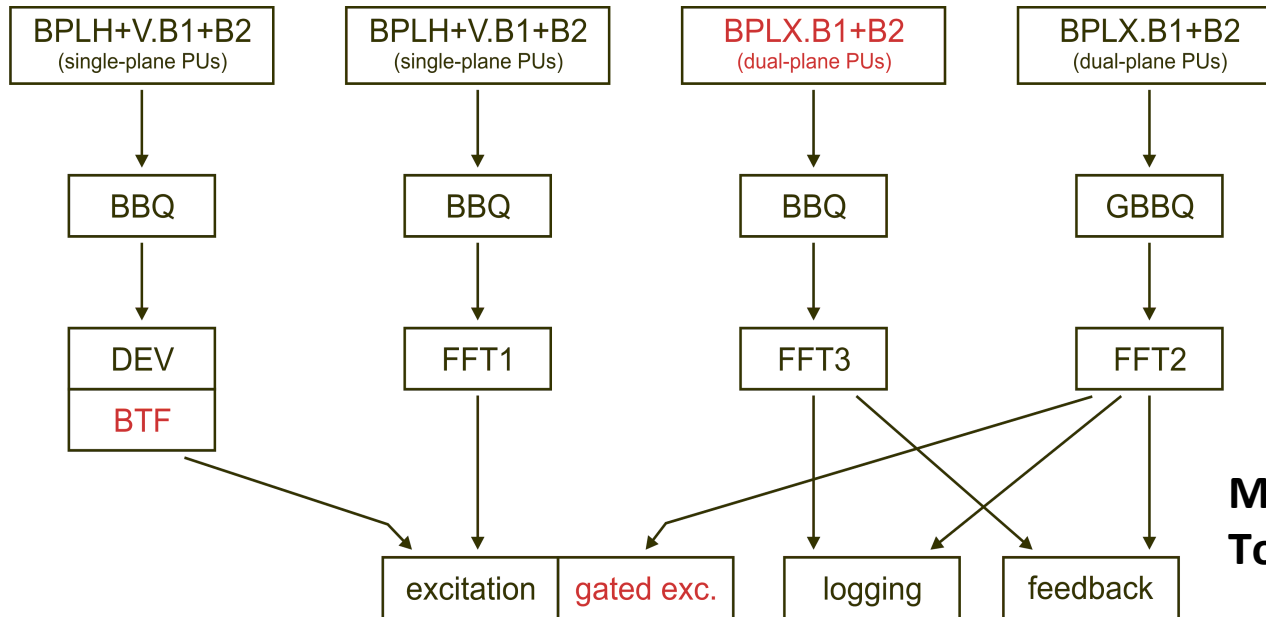 BPLH+V.B1+B2
(single-plane PUs)
BPLH+V.B1+B2
(single-plane PUs)
BPLX.B1+B2
(dual-plane PUs)
BPLX.B1+B2
(dual-plane PUs)
BBQ
BBQ
BBQ
GBBQ
DEV
BTF
FFT1
FFT3
FFT2
excitation
gated exc.
logging
feedback